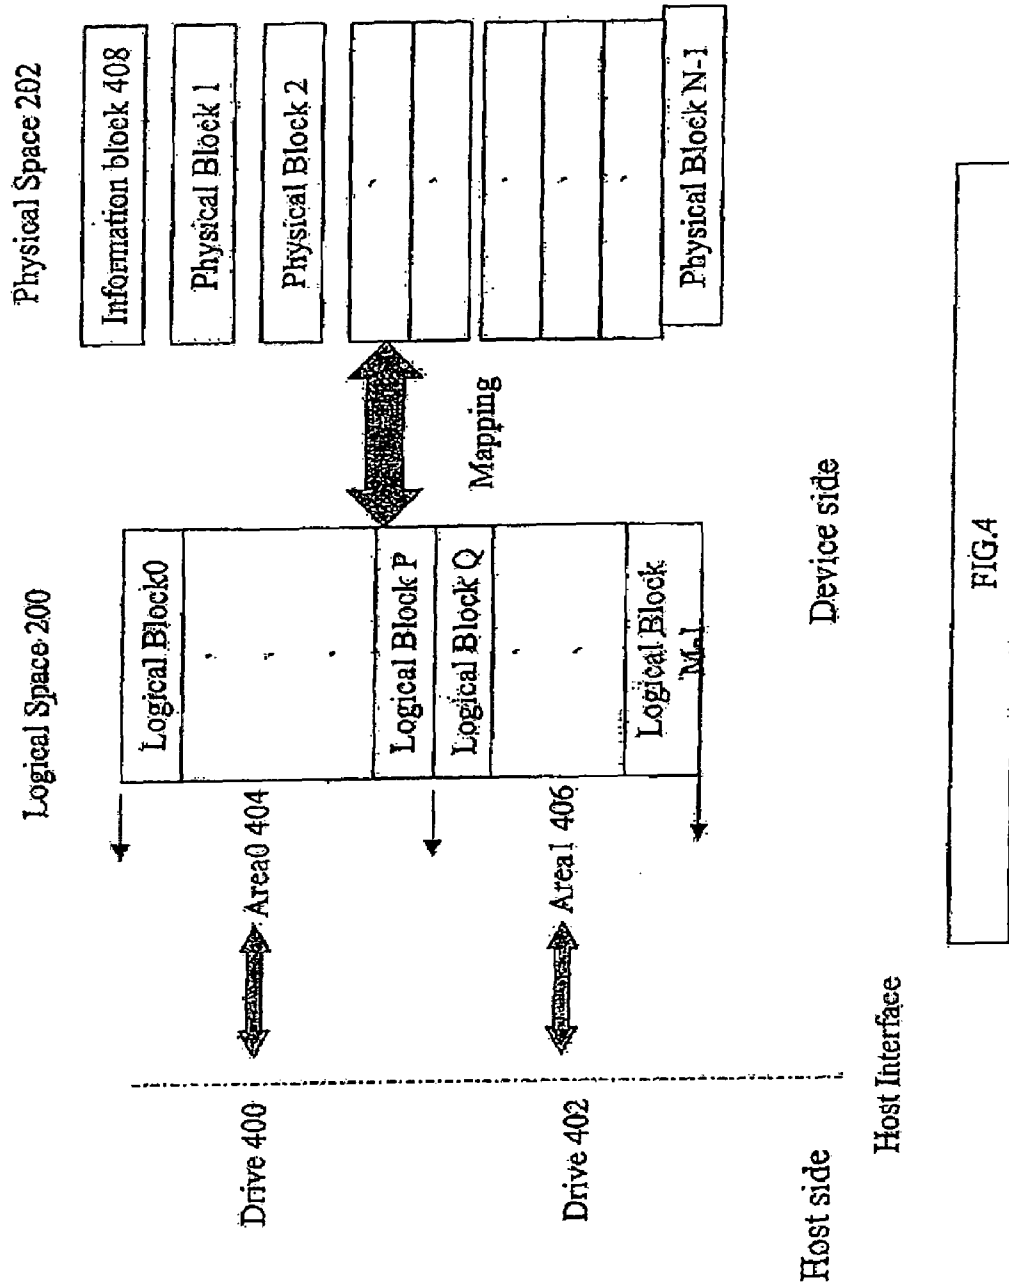 Logical Space 200
Physical Space 202
Logical Block0
Information block 408
Physical Block 1
Drive 400
Area0 404
Physical Block 2
Logical Block P
Mapping
Logical Block Q
Drive 402
Area1 406
Logical Block
M-1
Physical Block N-1
Host side
Device side
Host Interface
FIG.4